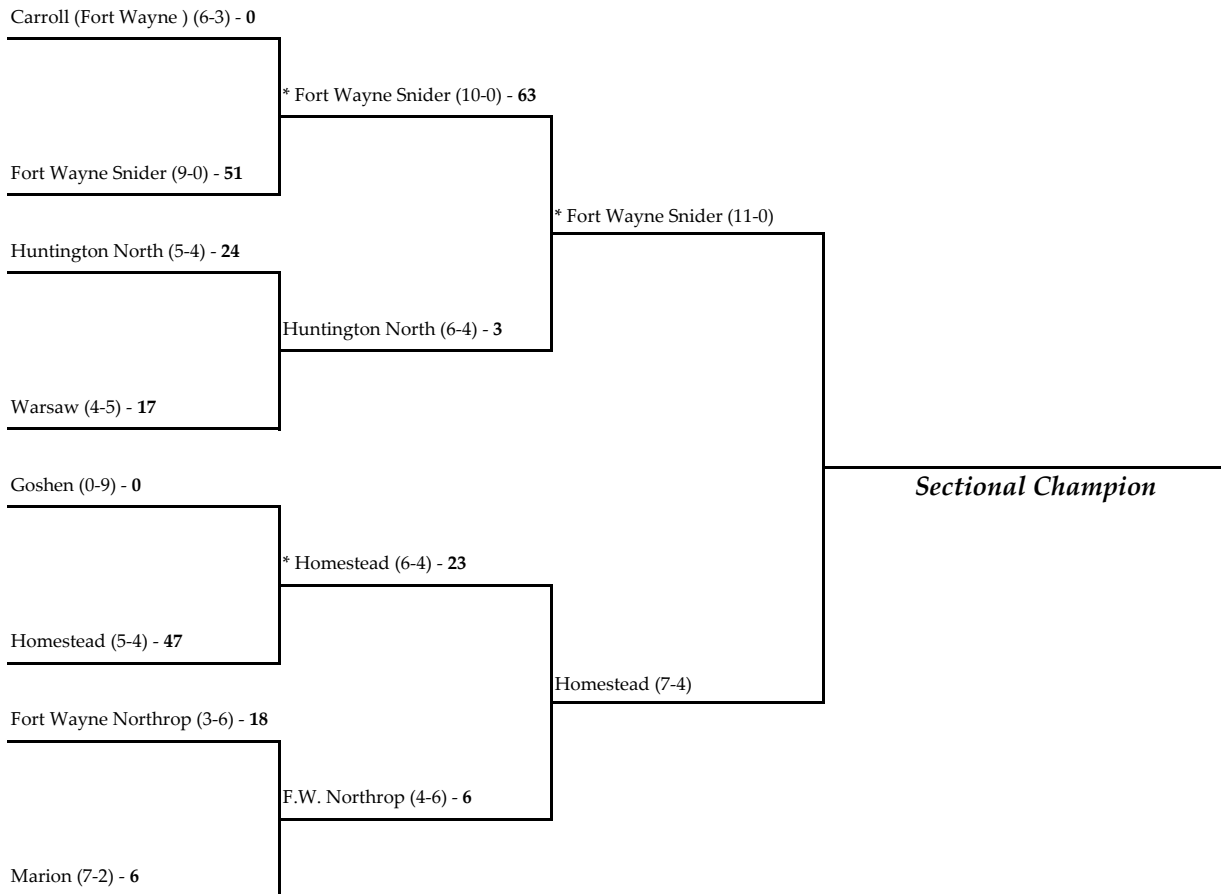 Carroll (Fort Wayne ) (6-3) - 0
* Fort Wayne Snider (10-0) - 63
Fort Wayne Snider (9-0) - 51
* Fort Wayne Snider (11-0)
Huntington North (5-4) - 24
Huntington North (6-4) - 3
Warsaw (4-5) - 17
Sectional Champion
Goshen (0-9) - 0
* Homestead (6-4) - 23
Homestead (5-4) - 47
Homestead (7-4)
Fort Wayne Northrop (3-6) - 18
F.W. Northrop (4-6) - 6
Marion (7-2) - 6